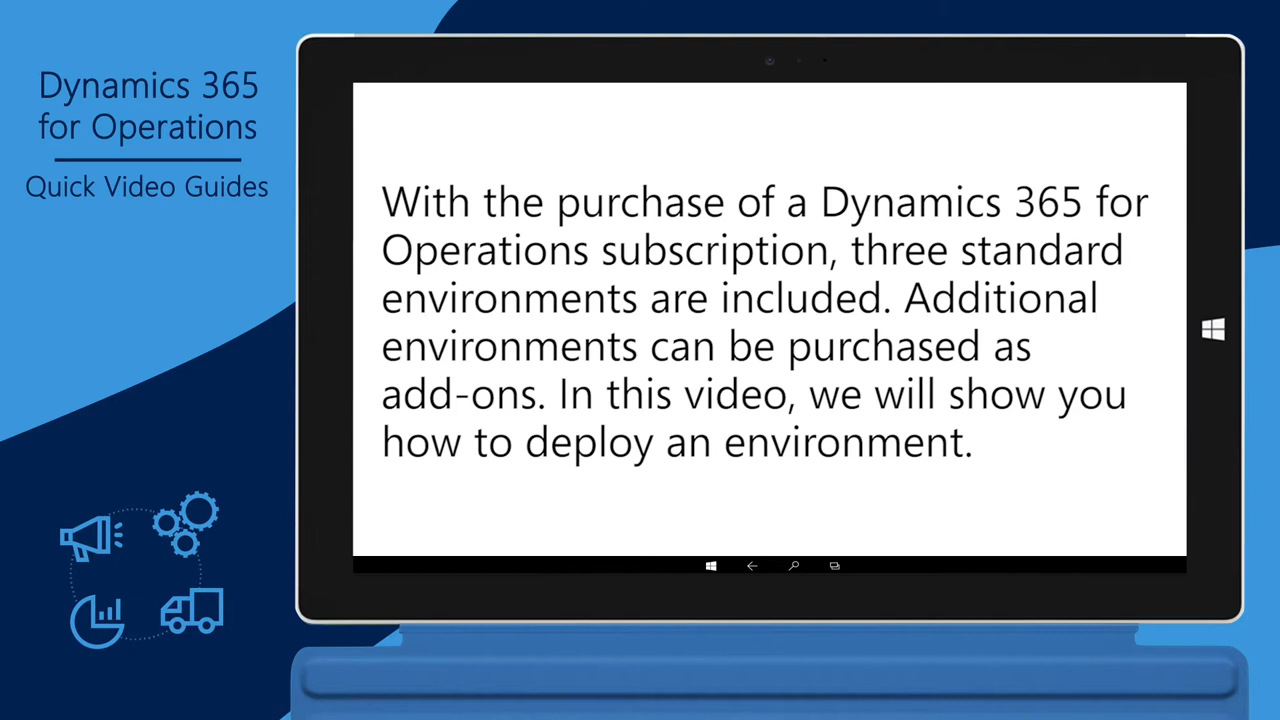 Dynamics 365
for Operations
Quick Video Guides
With the purchase of a Dynamics 365 for
Operations subscription, three standard
environments are included. Additional
environments can be purchased as
add-ons. In this video, we will show you
how to deploy an environment.